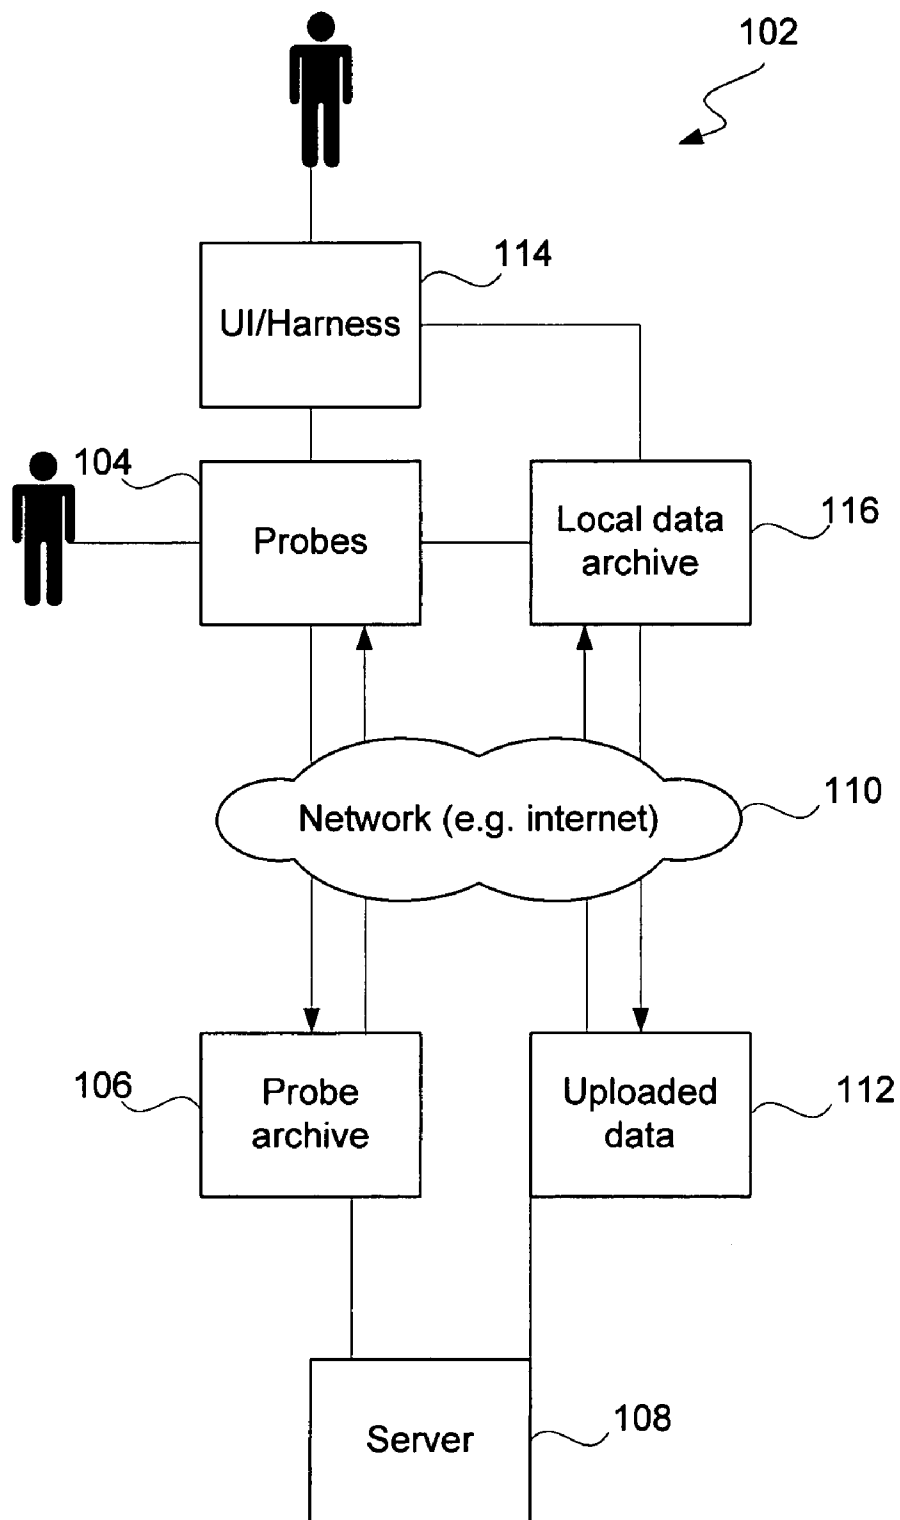 102
114
UI/Harness
104
Probes
Local data
archive
116
Network (e.g. internet)
110
106
Probe
archive
Uploaded
data
112
Server
108